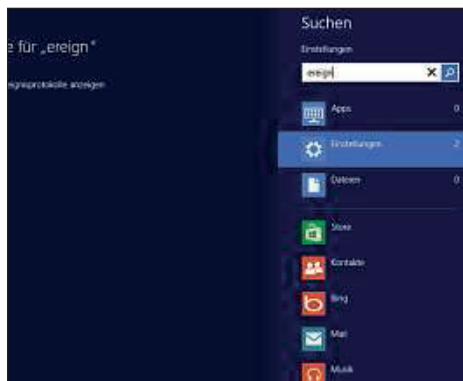 e für „ereign“
eignisprotokolle anzeigen
Suchen
Einstellungen
ereign
Apps 0
Einstellungen 2
Dateien 0
Store
Kontakte
Bing
Mail
Musik